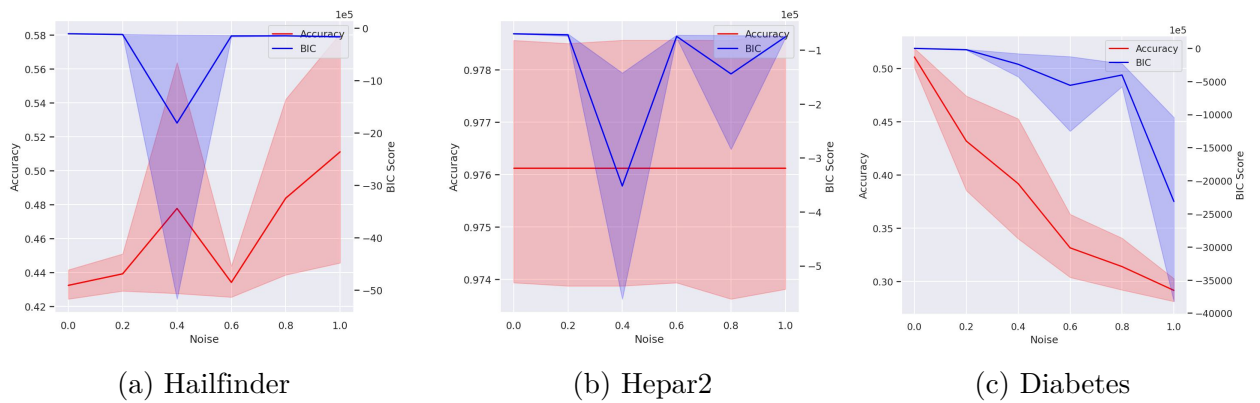 1e5
0.58
0.56
0.54
0.52
0.50
0.48
0.46
0.44
0.42
Accuracy
0.0 0.2 0.4 0.6 0.8 1.0
Noise
0
−10
−20
−30
−40
−50
BIC Score
Accuracy
BIC
(a) Hailfinder
1e5
0.978
0.977
0.976
0.975
0.974
Accuracy
0.0 0.2 0.4 0.6 0.8 1.0
Noise
−1
−2
−3
−4
−5
BIC Score
Accuracy
BIC
(b) Hepar2
1e5
0.50
0.45
0.40
0.35
0.30
Accuracy
0.0 0.2 0.4 0.6 0.8 1.0
Noise
0
−5000
−10000
−15000
−20000
−25000
−30000
−35000
−40000
BIC Score
Accuracy
BIC
(c) Diabetes